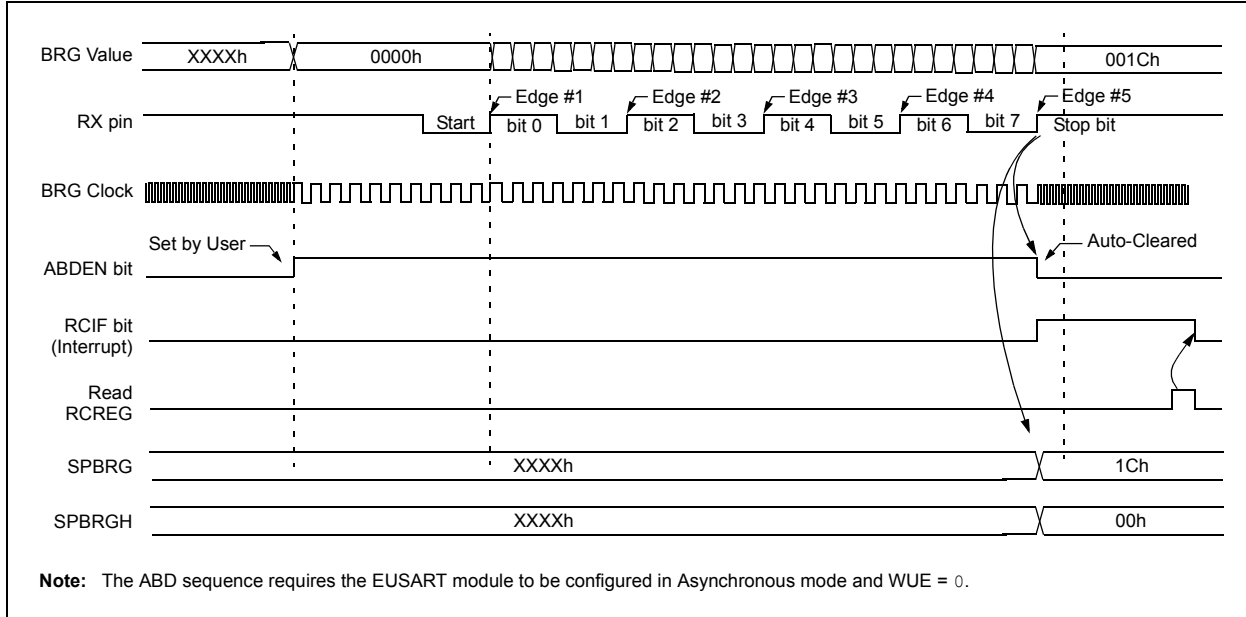 BRG Value XXXXh 0000h 001Ch
Edge #1 Edge #2 Edge #3 Edge #4 Edge #5
RX pin Start bit 0 bit 1 bit 2 bit 3 bit 4 bit 5 bit 6 bit 7 Stop bit
BRG Clock
Set by User Auto-Cleared
ABDEN bit
RCIF bit
(Interrupt)
Read
RCREG
SPBRG XXXXh 1Ch
SPBRGH XXXXh 00h
Note: The ABD sequence requires the EUSART module to be configured in Asynchronous mode and WUE = 0.